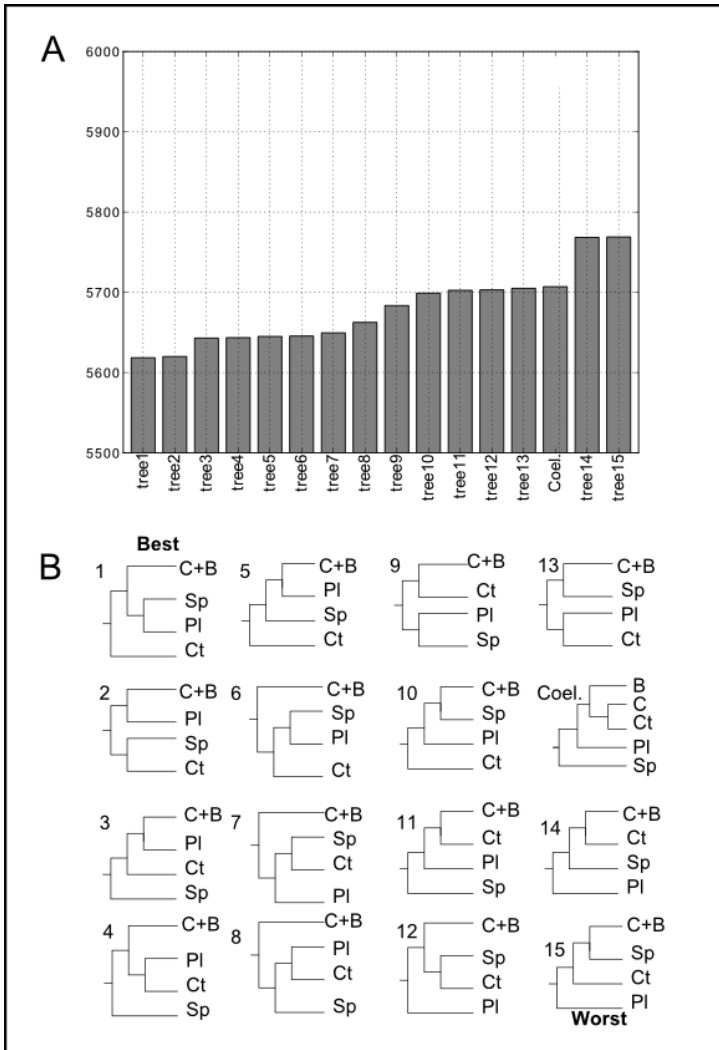 A
6000
5900
5800
5700
5600
5500
tree1
tree2
tree3
tree4
tree5
tree6
tree7
tree8
tree9
tree10
tree11
tree12
tree13
Coel.
tree14
tree15
B
Best
1
C+B
Sp
Pl
Ct
5
C+B
Pl
Sp
Ct
9
C+B
Ct
Pl
Sp
13
C+B
Sp
Pl
Ct
2
C+B
Pl
Sp
Ct
6
C+B
Sp
Pl
Ct
10
C+B
Sp
Pl
Ct
Coel.
B
C
Ct
Pl
Sp
3
C+B
Pl
Ct
Sp
7
C+B
Sp
Ct
Pl
11
C+B
Ct
Pl
Sp
14
C+B
Ct
Sp
Pl
4
C+B
Pl
Ct
Sp
8
C+B
Pl
Ct
Sp
12
C+B
Sp
Ct
Pl
15
C+B
Sp
Ct
Pl
Worst